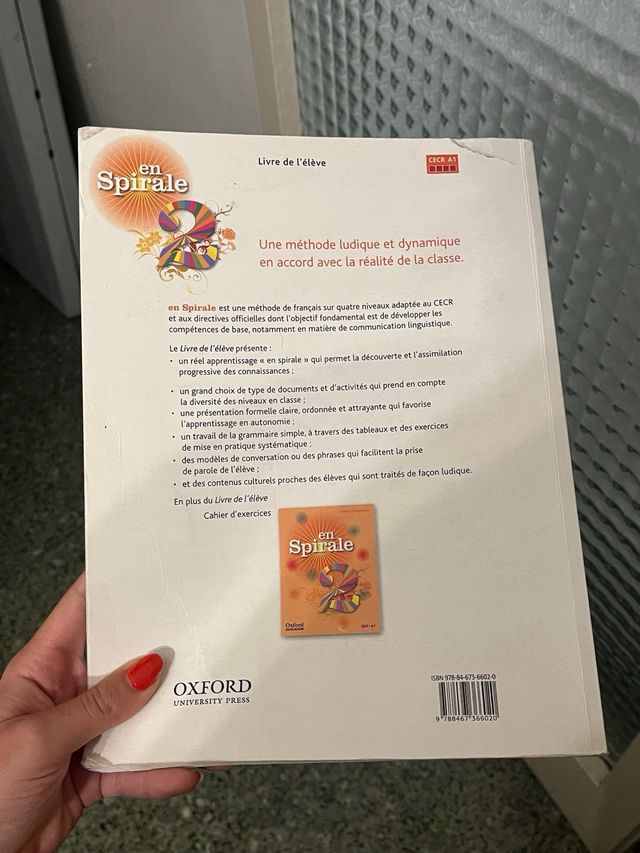 en
Spirale
2
Livre de l'élève
CECR A1
Une méthode ludique et dynamique
en accord avec la réalité de la classe.
en Spirale est une méthode de français sur quatre niveaux adaptée au CECR
et aux directives officielles dont l'objectif fondamental est de développer les
compétences de base, notamment en matière de communication linguistique.
Le Livre de l'élève présente :
• un réel apprentissage « en spirale » qui permet la découverte et l'assimilation
progressive des connaissances ;
• un grand choix de type de documents et d'activités qui prend en compte
la diversité des niveaux en classe ;
• une présentation formelle claire, ordonnée et attrayante qui favorise
l'apprentissage en autonomie ;
• un travail de la grammaire simple, à travers des tableaux et des exercices
de mise en pratique systématique ;
• des modèles de conversation ou des phrases qui facilitent la prise
de parole de l'élève ;
• et des contenus culturels proches des élèves qui sont traités de façon ludique.
En plus du Livre de l'élève
Cahier d'exercices
en
Spirale
2
Oxford
EDUCACIÓN
ESO - A1
OXFORD
UNIVERSITY PRESS
ISBN 978-84-673-6602-0
9 788467 366020